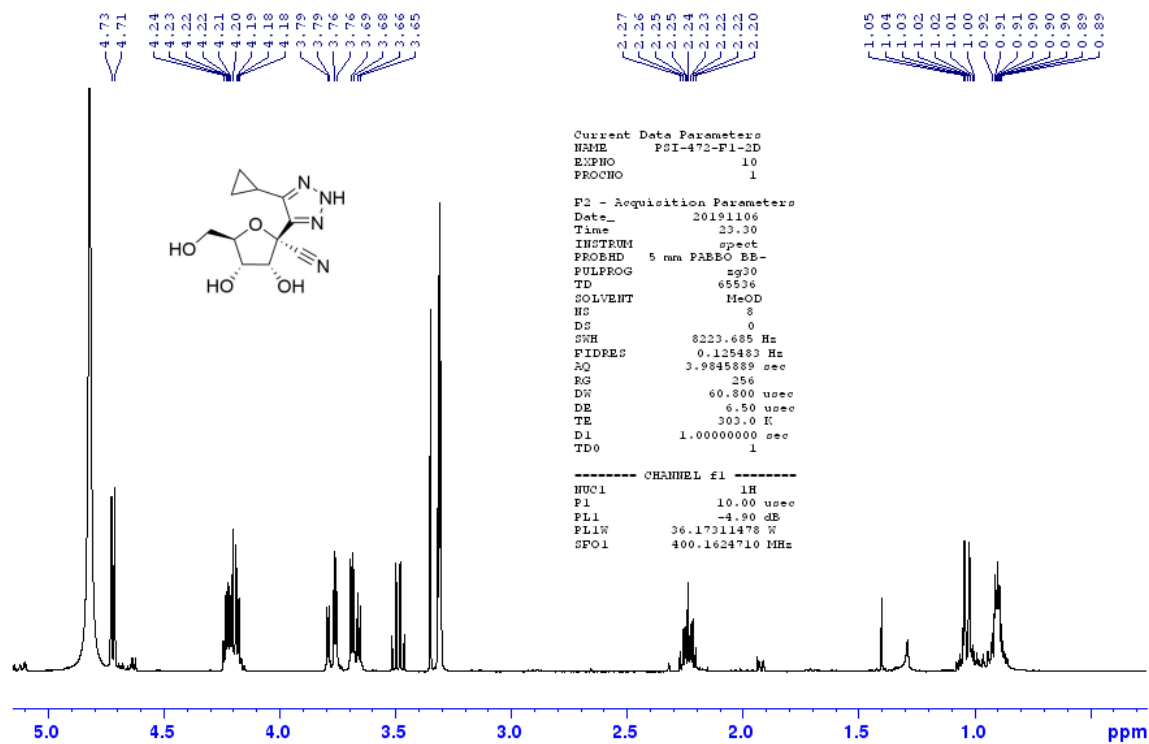 4.73
4.71
4.24
4.23
4.22
4.22
4.21
4.20
4.19
4.18
4.18
3.79
3.79
3.76
3.76
3.69
3.68
3.66
3.65
2.27
2.26
2.25
2.25
2.24
2.23
2.22
2.22
2.20
1.05
1.04
1.03
1.02
1.02
1.01
1.00
0.92
0.91
0.91
0.90
0.90
0.90
0.89
0.89
Current Data Parameters
NAME PSI-472-F1-2D
EXPNO 10
PROCNO 1
F2 - Acquisition Parameters
Date_ 20191106
Time 23.30
INSTRUM spect
PROBHD 5 mm PABBO BB-
PULPROG zg30
TD 65536
SOLVENT MeOD
NS 8
DS 0
SWH 8223.685 Hz
FIDRES 0.125483 Hz
AQ 3.9845889 sec
RG 256
DW 60.800 usec
DE 6.50 usec
TE 303.0 K
D1 1.00000000 sec
TD0 1
======== CHANNEL f1 ========
NUC1 1H
P1 10.00 usec
PL1 -4.90 dB
PL1W 36.17311478 W
SFO1 400.1624710 MHz
N
NH
N
O
HO
N
HO
OH
5.0 4.5 4.0 3.5 3.0 2.5 2.0 1.5 1.0 ppm